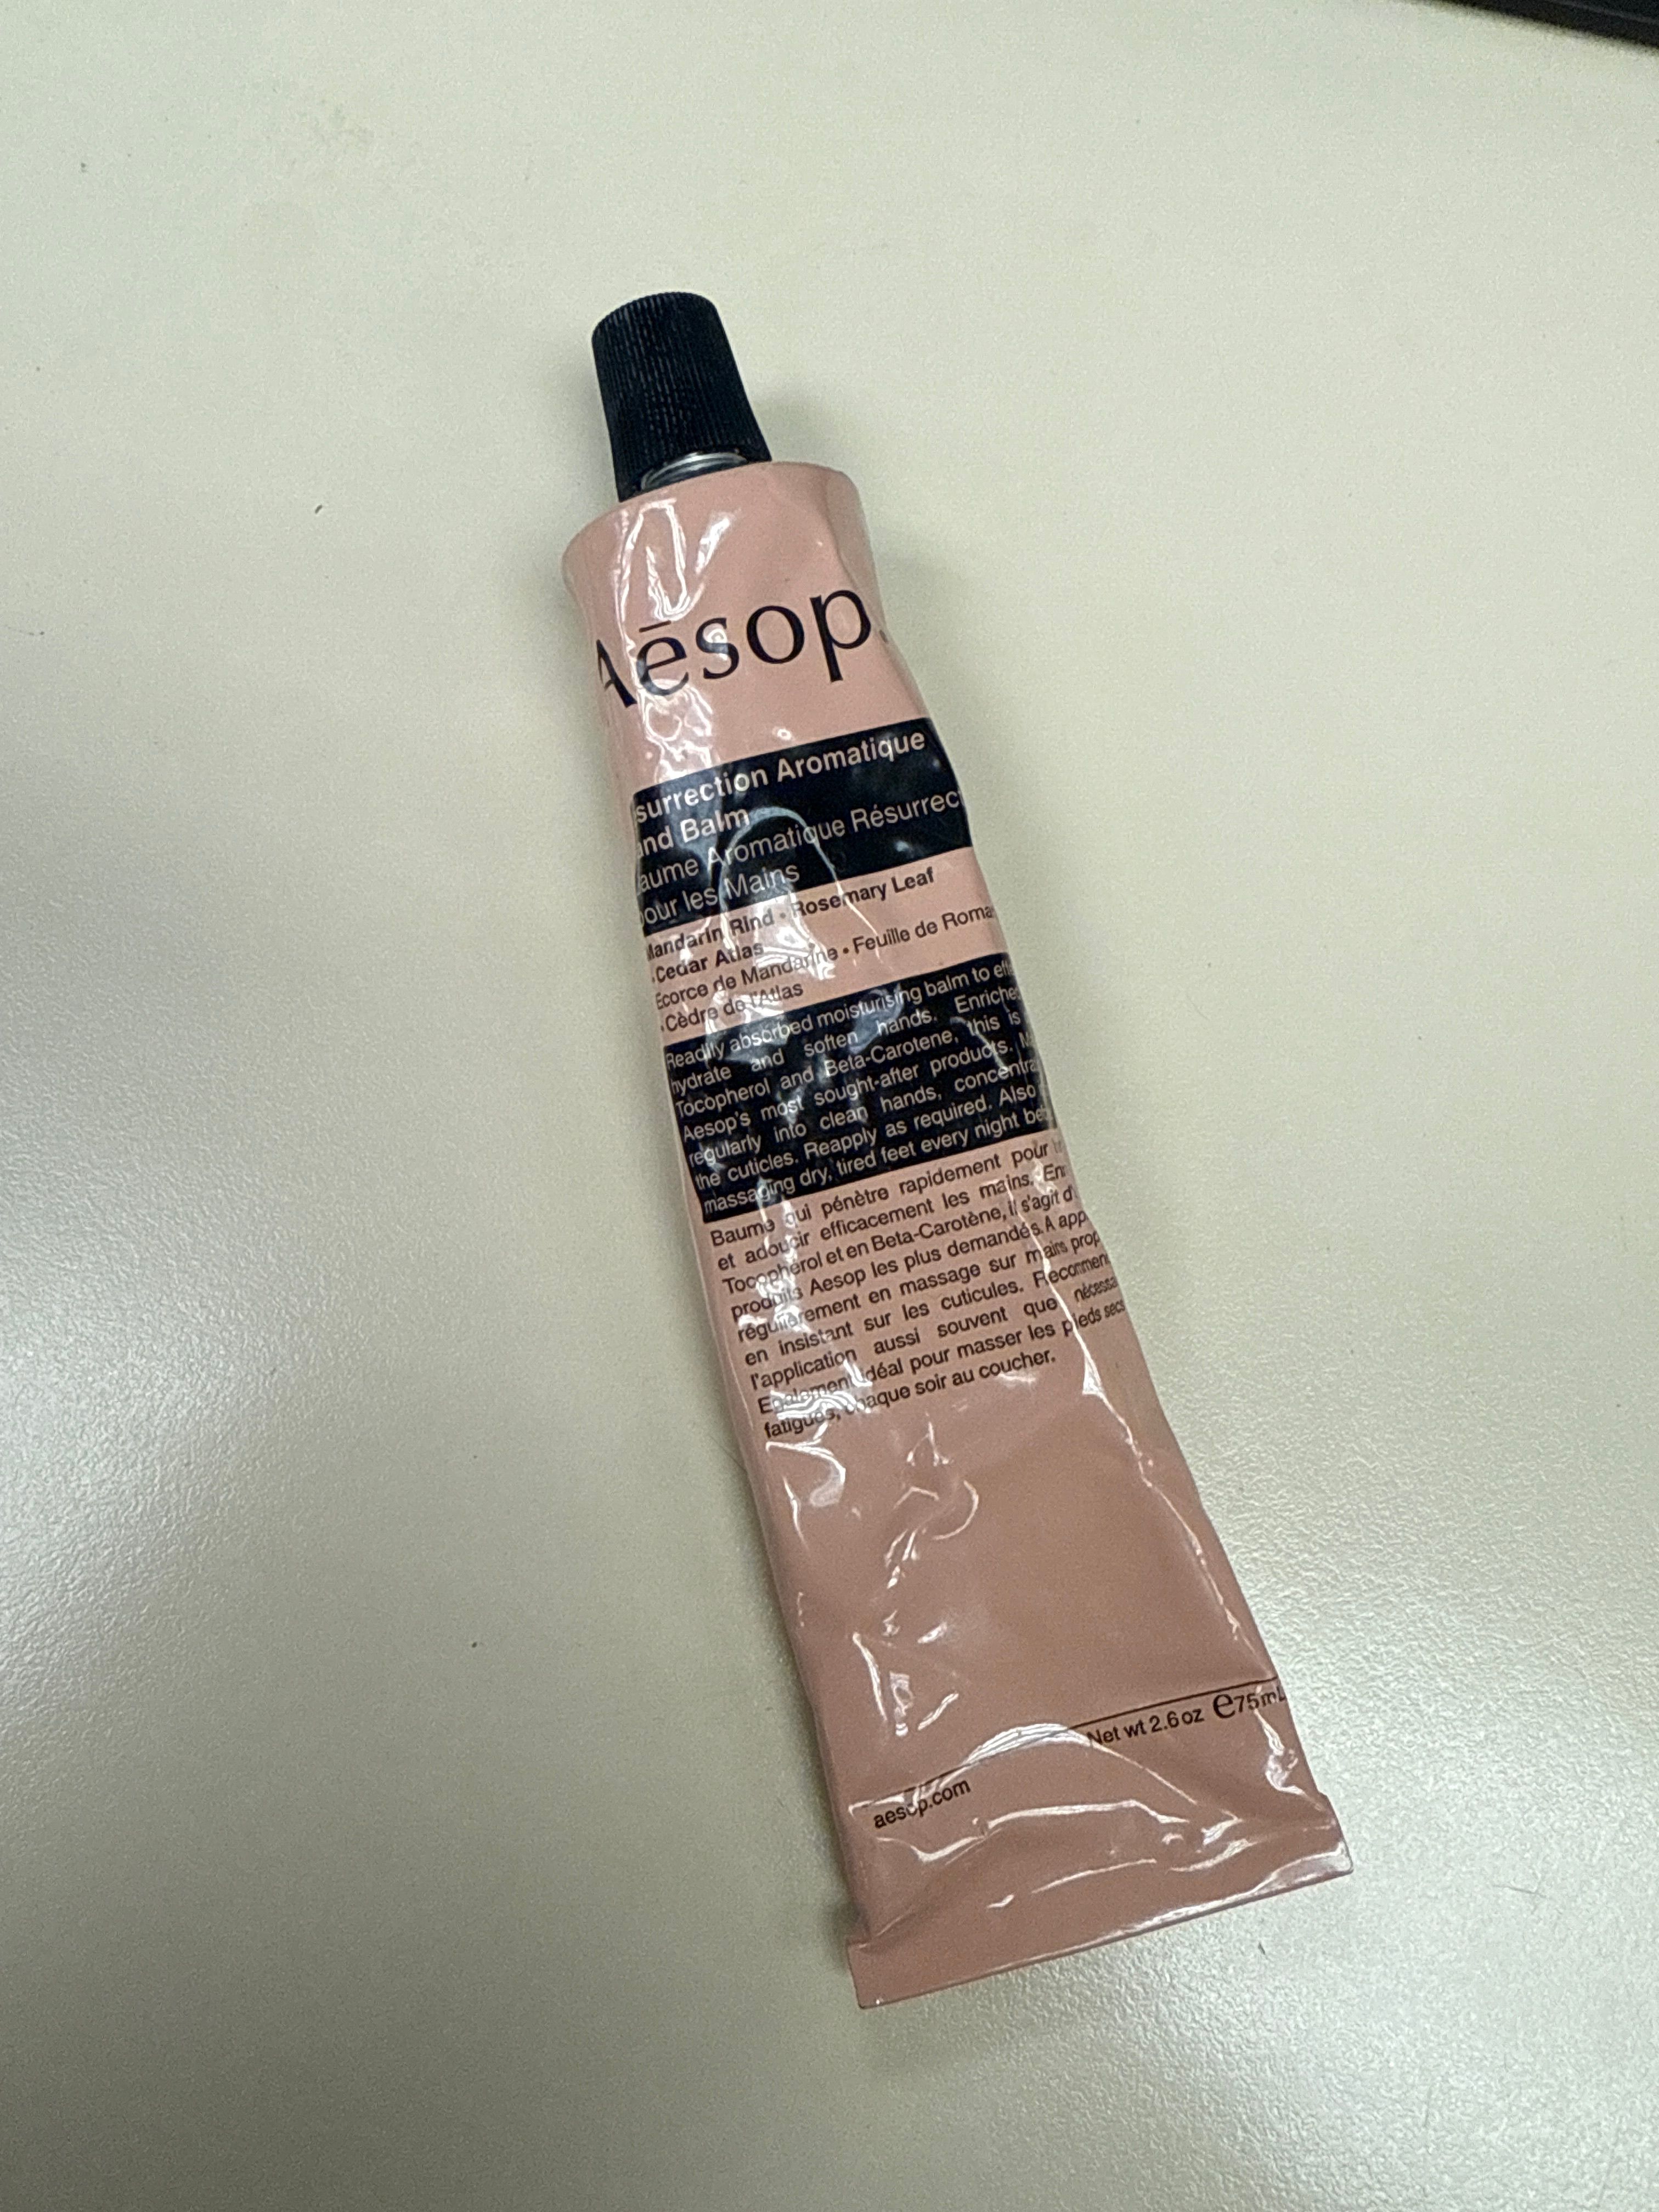 Aēsop.
surrection Aromatique
and Balm
aume Aromatique Résurrec
pour les Mains
Mandarin Rind • Rosemary Leaf
• Cedar Atlas
Écorce de Mandarine • Feuille de Roma
• Cèdre de l'Atlas
Readily absorbed moisturising balm to eff
hydrate and soften hands. Enriche
Tocopherol and Beta-Carotene, this is
Aesop's most sought-after products. M
regularly into clean hands, concentra
the cuticles. Reapply as required. Also
massaging dry, tired feet every night be
Baume qui pénètre rapidement pour
et adoucir efficacement les mains. En
Tocopherol et en Beta-Carotène, il s'agit d'
produits Aesop les plus demandés. A app
régulièrement en massage sur mains prop
en insistant sur les cuticules. Recommen
l'application aussi souvent que nécessa
Egalement idéal pour masser les pieds secs
fatigués, chaque soir au coucher.
Net wt 2.6 oz e75mL
aesop.com